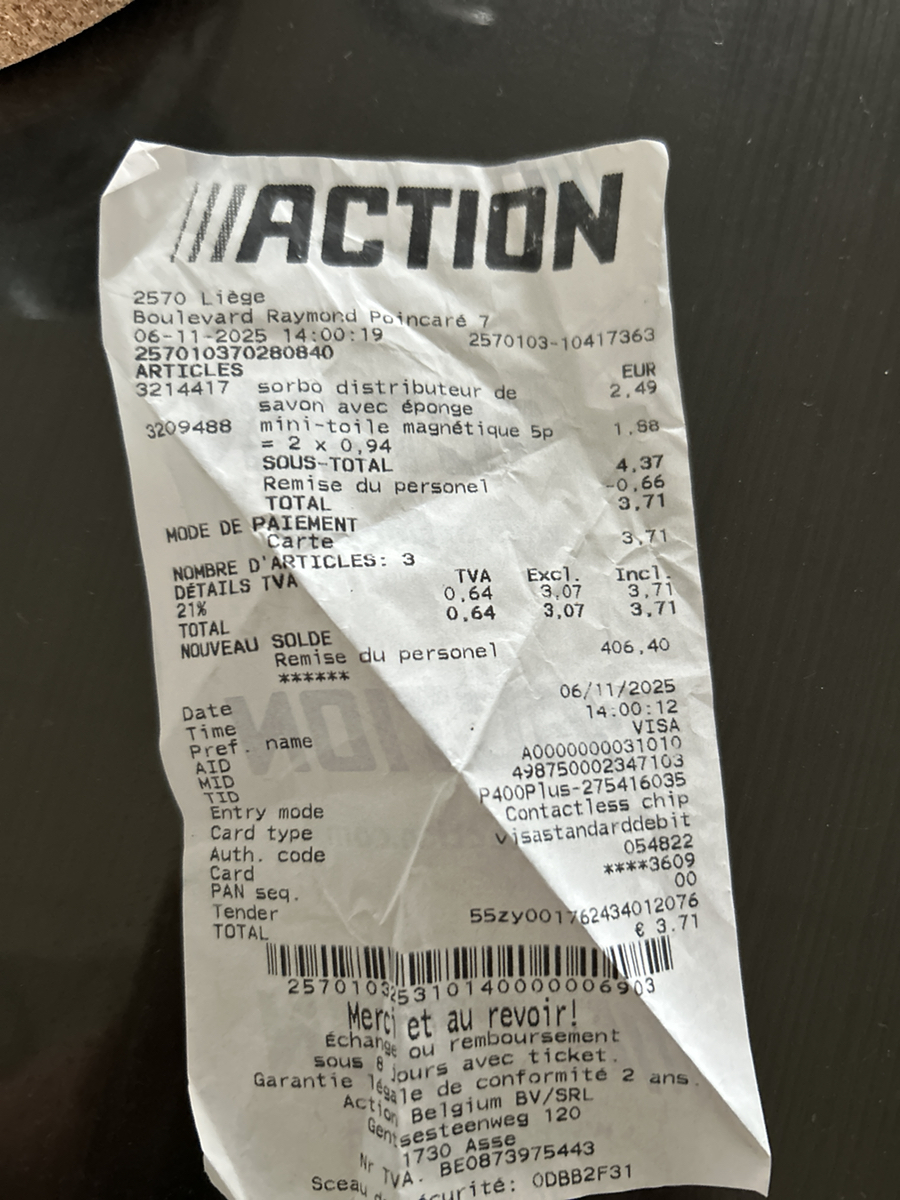 ACTION
2570 Liège
Boulevard Raymond Poincaré 7
06-11-2025 14:00:19 2570103-10417363
257010370280840
ARTICLES EUR
3214417 sorbo distributeur de 2,49
savon avec éponge
3209488 mini-toile magnétique 5p 1,88
= 2 x 0,94
SOUS-TOTAL 4,37
Remise du personel -0,66
TOTAL 3,71
MODE DE PAIEMENT
Carte 3,71
NOMBRE D'ARTICLES: 3
DÉTAILS TVA TVA Excl. Incl.
21% 0,64 3,07 3,71
TOTAL 0,64 3,07 3,71
NOUVEAU SOLDE
Remise du personel 406,40
******
Date 06/11/2025
Time 14:00:12
Pref. name VISA
AID A0000000031010
MID 498750002347103
TID P400Plus-275416035
Entry mode Contactless chip
Card type visastandarddebit
Auth. code 054822
Card ****3609
PAN seq. 00
Tender 55zy001762434012076
TOTAL € 3.71
2570103253101400000006903
Merci et au revoir!
Échange ou remboursement
sous 8 jours avec ticket.
Garantie légale de conformité 2 ans.
Action Belgium BV/SRL
Gentsesteenweg 120
1730 Asse
Nr TVA. BE0873975443
Sceau écurité: 0DBB2F31